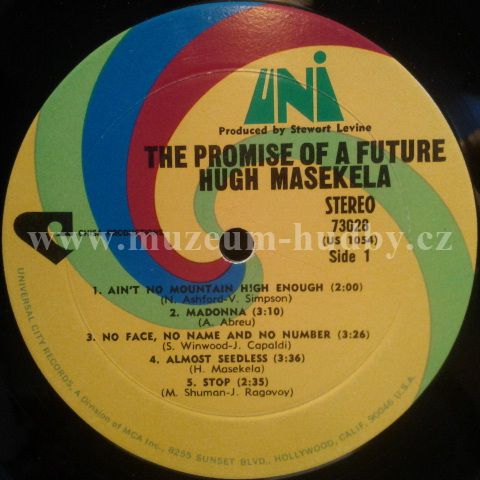 UNi
Produced by Stewart Levine
THE PROMISE OF A FUTURE
HUGH MASEKELA
STEREO
73028
(US 1054)
Side 1
CHISA PRODUCTIONS
www.muzeum-hudby.cz
1. AIN'T NO MOUNTAIN HIGH ENOUGH (2:00)
(N. Ashford-V. Simpson)
2. MADONNA (3:10)
(A. Abreu)
3. NO FACE, NO NAME AND NO NUMBER (3:26)
(S. Winwood-J. Capaldi)
4. ALMOST SEEDLESS (3:36)
(H. Masekela)
5. STOP (2:35)
(M. Shuman-J. Ragovoy)
UNIVERSAL CITY RECORDS, A Division of MCA Inc., 8255 SUNSET BLVD., HOLLYWOOD, CALIF. 90046 U.S.A.